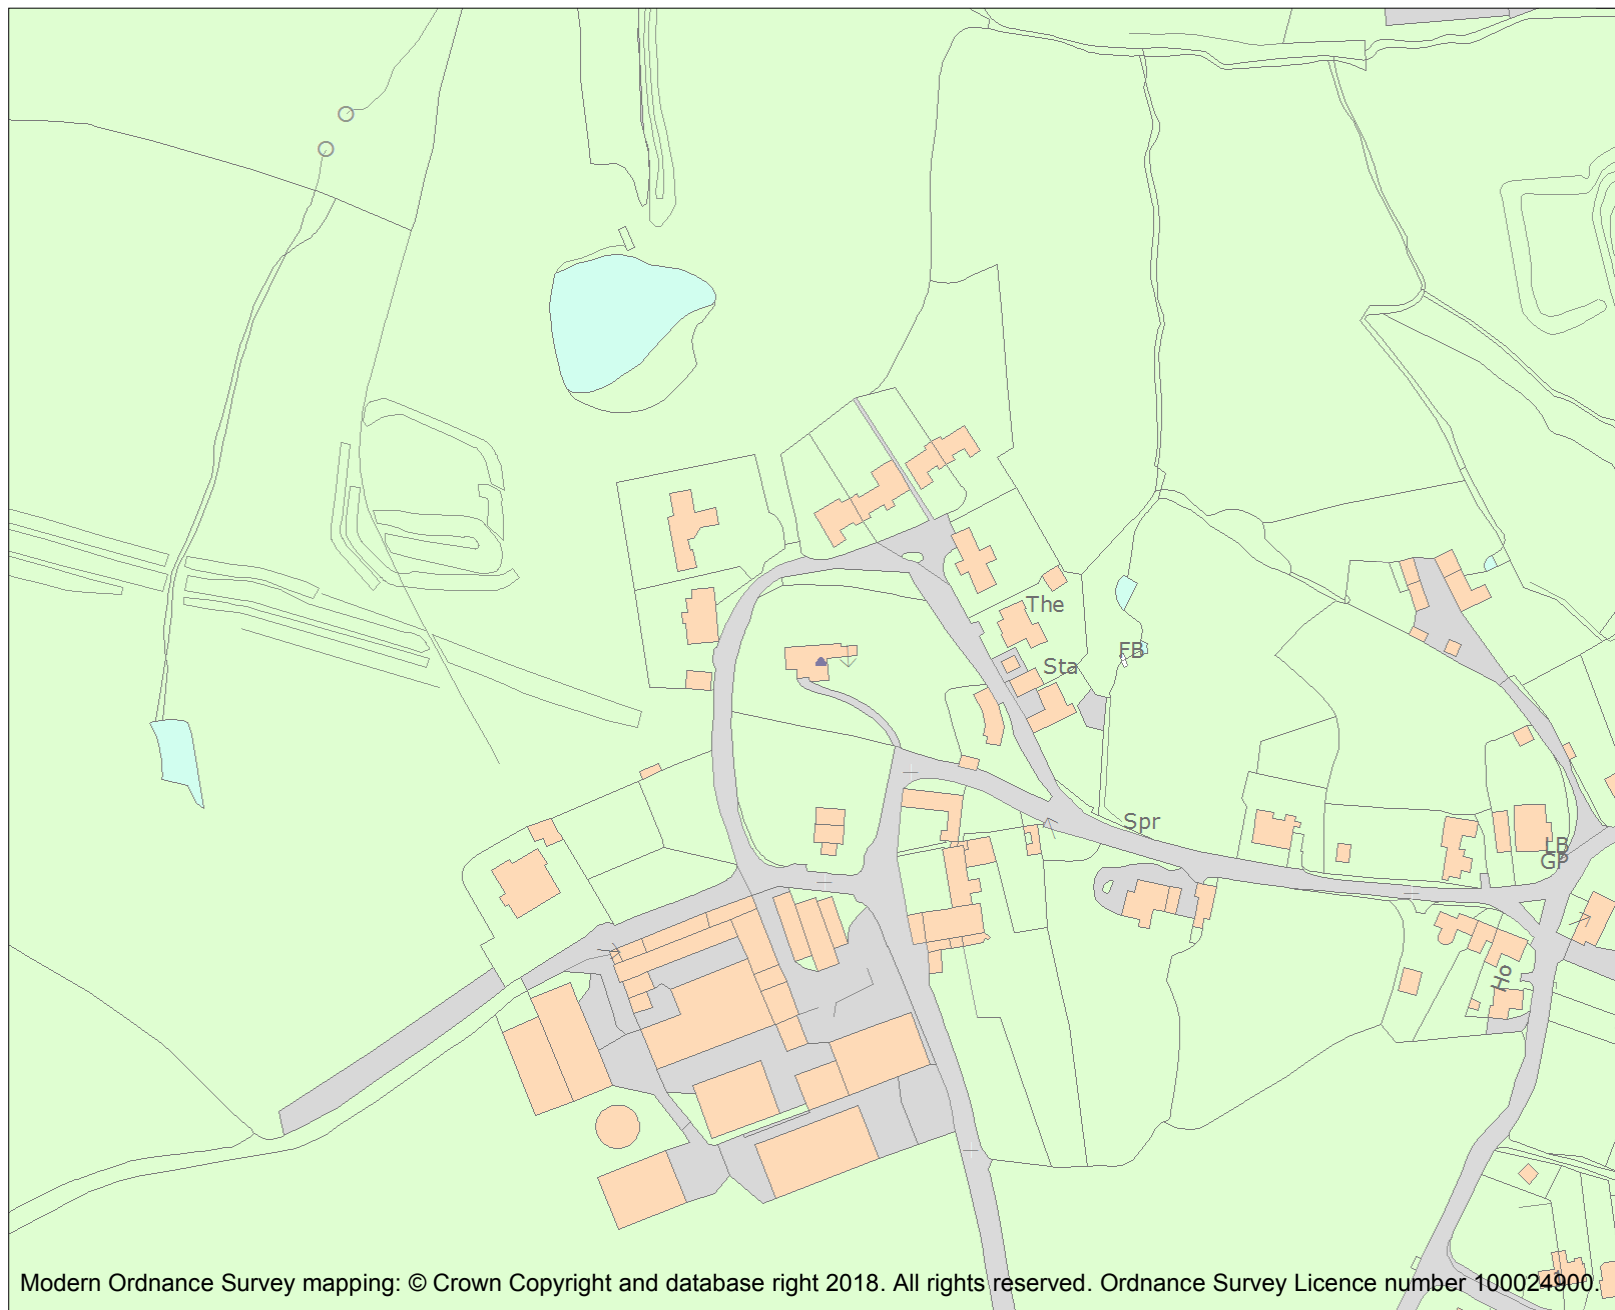 The
FB
Sta
Spr
LB
GP
Ho
Modern Ordnance Survey mapping: © Crown Copyright and database right 2018. All rights reserved. Ordnance Survey Licence number 100024900.